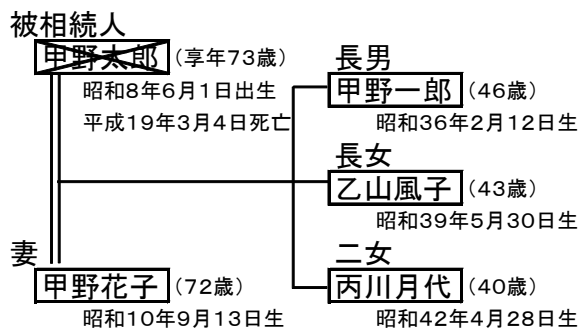 被相続人
甲野太郎（享年73歳）
昭和8年6月1日出生
平成19年3月4日死亡
長男
甲野一郎（46歳）
昭和36年2月12日生
長女
乙山風子（43歳）
昭和39年5月30日生
妻
甲野花子（72歳）
昭和10年9月13日生
二女
丙川月代（40歳）
昭和42年4月28日生